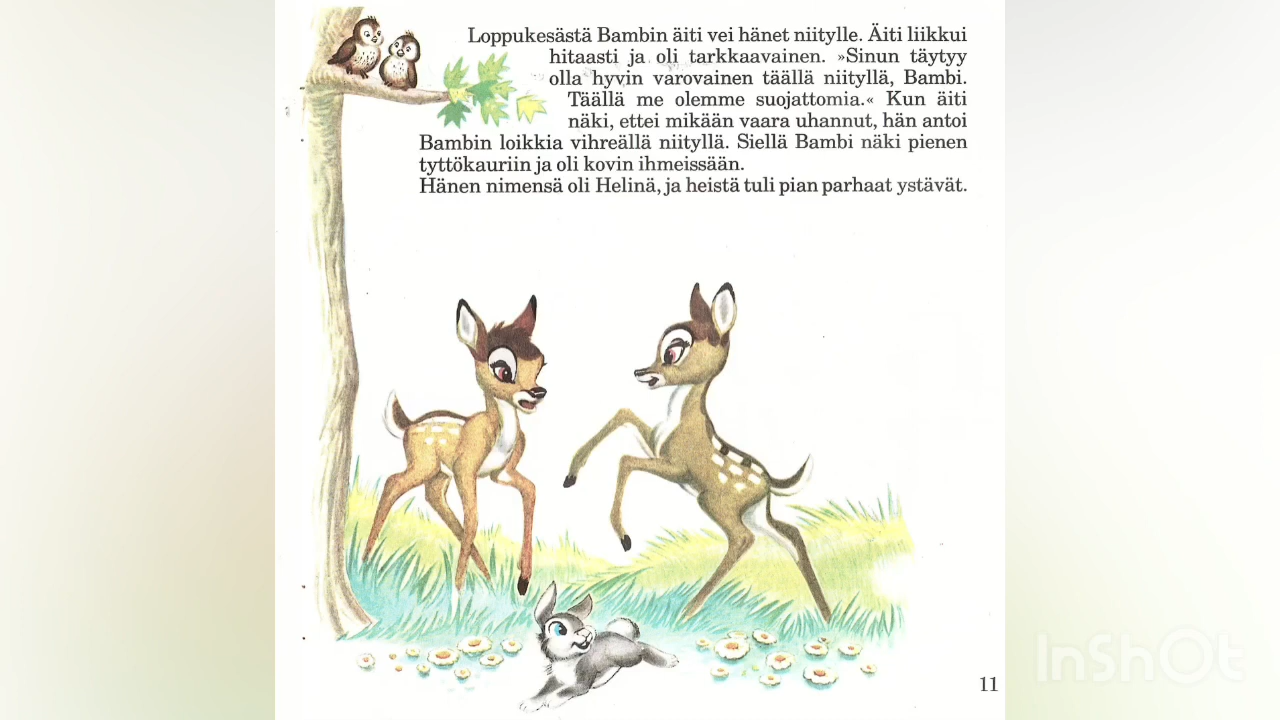 Loppukesästä Bambin äiti vei hänet niitylle. Äiti liikkui
hitaasti ja oli tarkkaavainen. »Sinun täytyy
olla hyvin varovainen täällä niityllä, Bambi.
Täällä me olemme suojattomia.« Kun äiti
näki, ettei mikään vaara uhannut, hän antoi
Bambin loikkia vihreällä niityllä. Siellä Bambi näki pienen
tyttökauriin ja oli kovin ihmeissään.
Hänen nimensä oli Helinä, ja heistä tuli pian parhaat ystävät.
11
InShOt